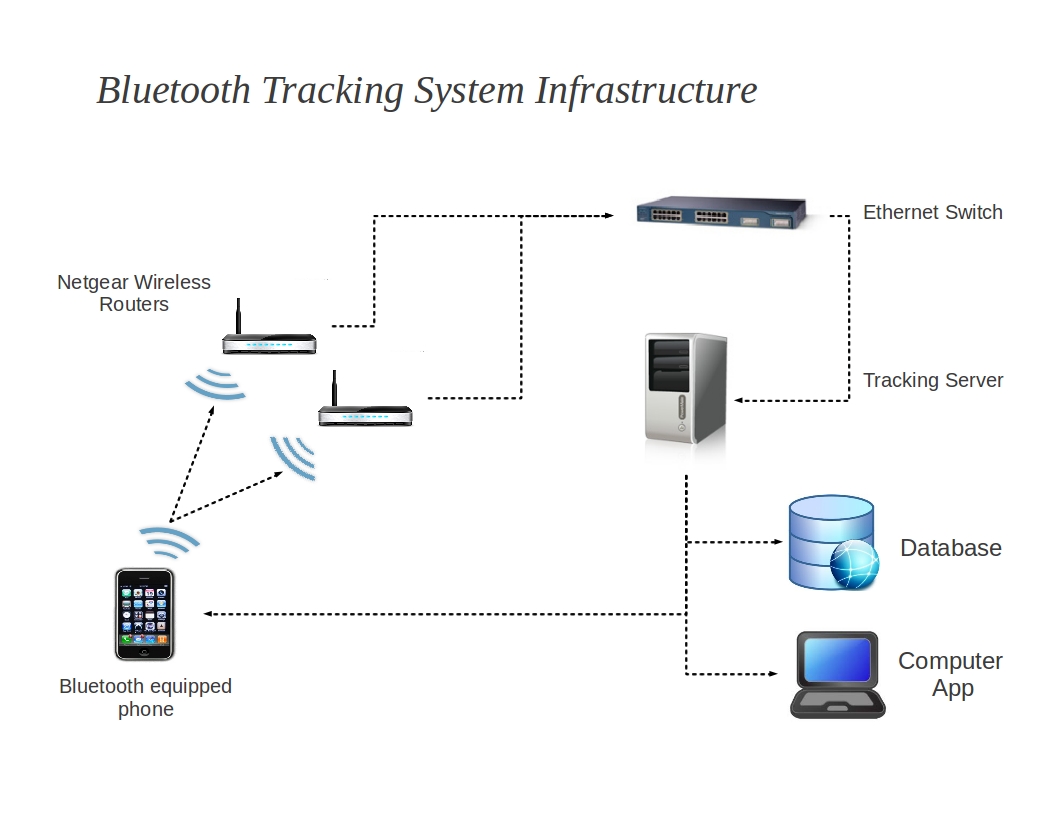 Bluetooth Tracking System Infrastructure
Ethernet Switch
Netgear Wireless
Routers
Tracking Server
Database
Computer
App
Bluetooth equipped
phone